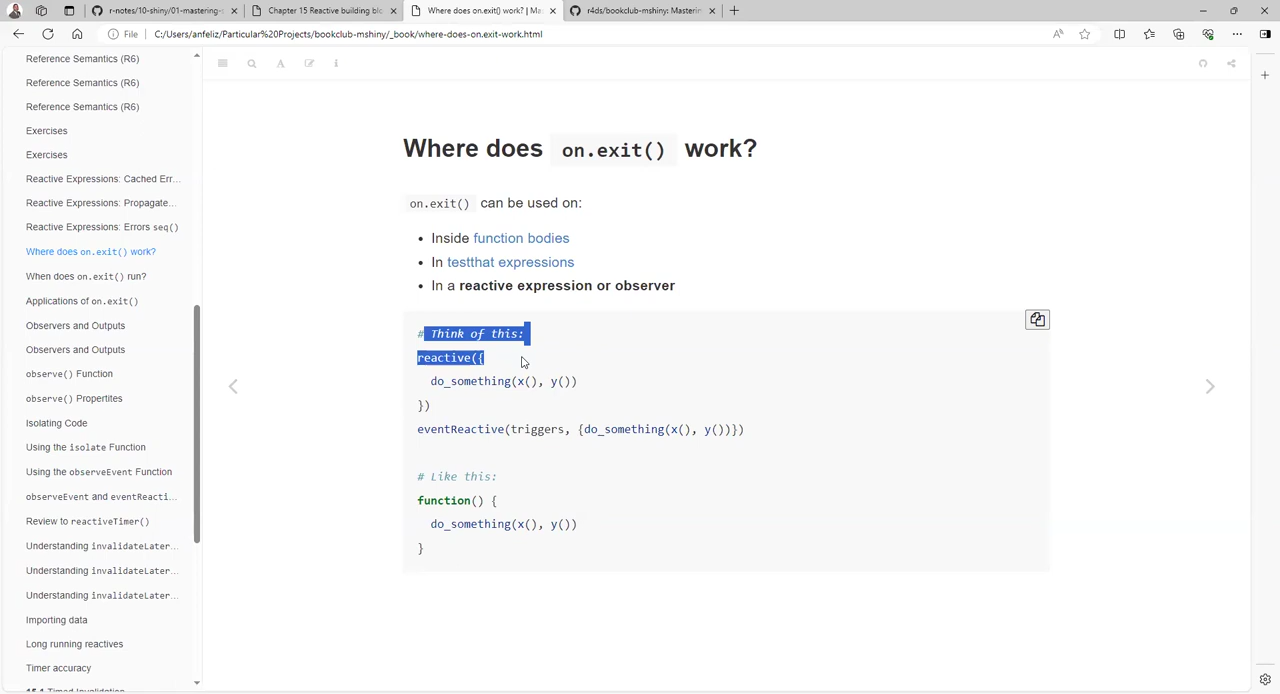 r-notes/10-shiny/01-mastering-s
Chapter 15 Reactive building blo
Where does on.exit() work? | Ma
r4ds/bookclub-mshiny: Masterin
File
C:/Users/anfeliz/Particular%20Projects/bookclub-mshiny/_book/where-does-on.exit-work.html
Reference Semantics (R6)
Reference Semantics (R6)
Reference Semantics (R6)
Exercises
Exercises
Reactive Expressions: Cached Err...
Reactive Expressions: Propagate...
Reactive Expressions: Errors seq()
Where does on.exit() work?
When does on.exit() run?
Applications of on.exit()
Observers and Outputs
Observers and Outputs
observe() Function
observe() Propertites
Isolating Code
Using the isolate Function
Using the observeEvent Function
observeEvent and eventReacti...
Review to reactiveTimer()
Understanding invalidateLater...
Understanding invalidateLater...
Understanding invalidateLater...
Importing data
Long running reactives
Timer accuracy
15.1 Timed Invalidation
Where does on.exit() work?
on.exit() can be used on:
• Inside function bodies
• In testthat expressions
• In a reactive expression or observer
# Think of this:
reactive({
do_something(x(), y())
})
eventReactive(triggers, {do_something(x(), y())})
# Like this:
function() {
do_something(x(), y())
}